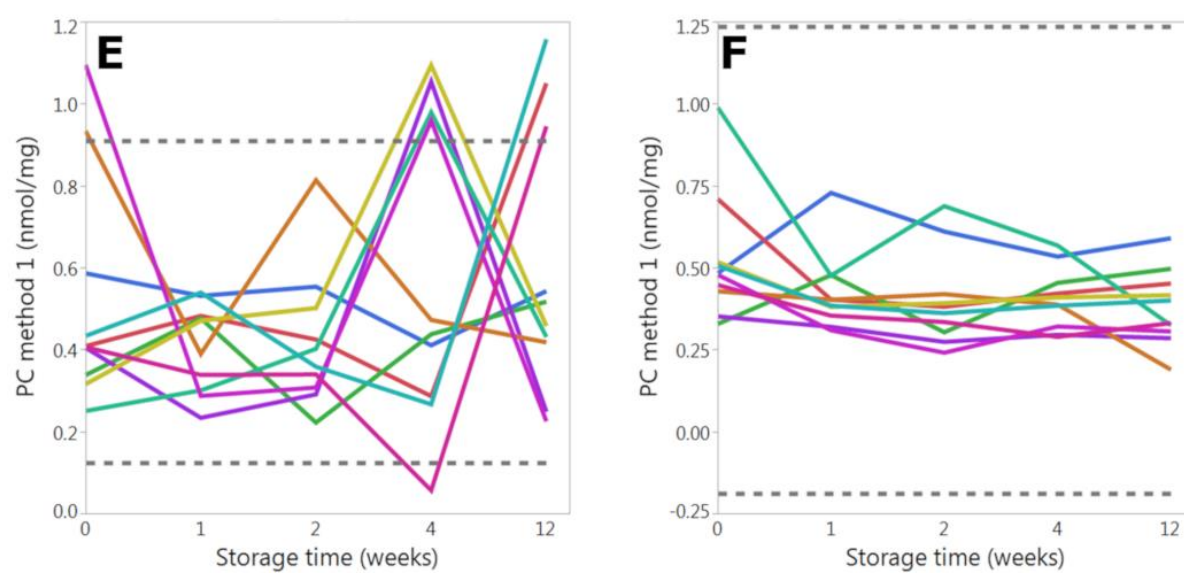 E
PC method 1 (nmol/mg)
1.2
1.0
0.8
0.6
0.4
0.2
0.0
0 1 2 4 12
Storage time (weeks)
F
PC method 1 (nmol/mg)
1.25
1.00
0.75
0.50
0.25
0.00
-0.25
0 1 2 4 12
Storage time (weeks)